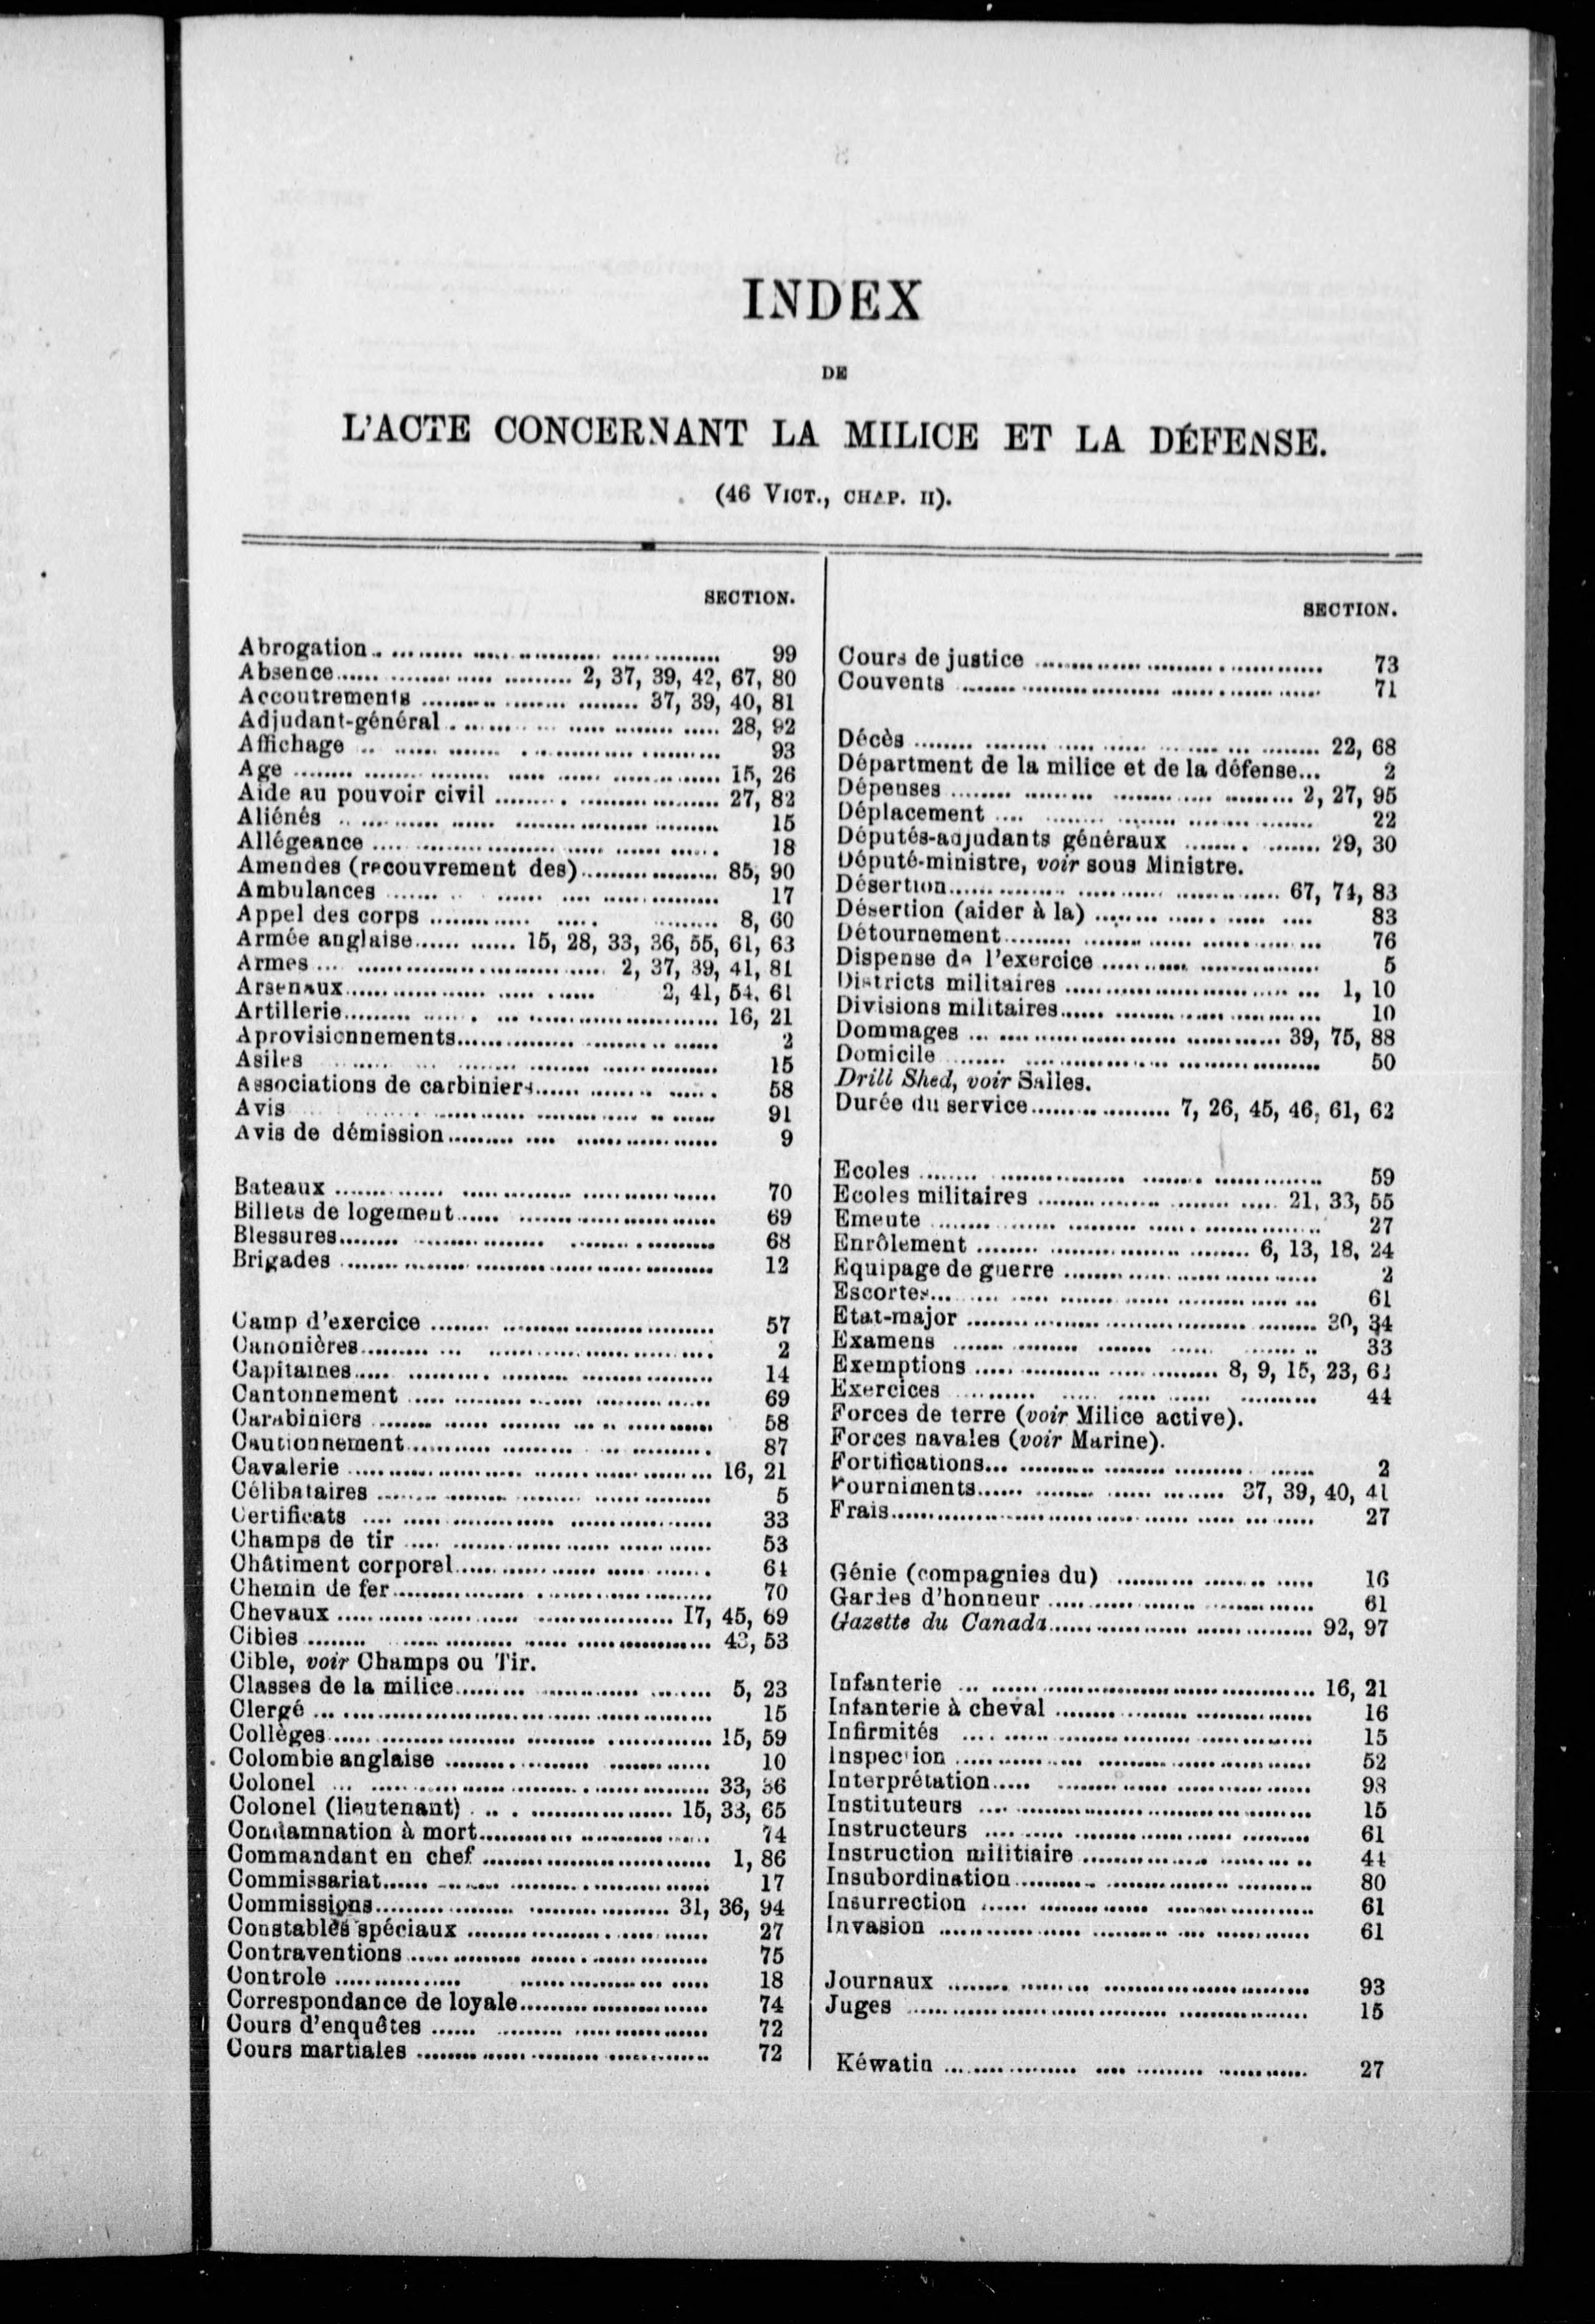 INDEX
DE
L'ACTE CONCERNANT LA MILICE ET LA DÉFENSE.
(46 VICT., CHAP. II).
SECTION.
Abrogation 99
Absence 2, 37, 39, 42, 67, 80
Accoutrements 37, 39, 40, 81
Adjudant-général 28, 92
Affichage 93
Age 15, 26
Aide au pouvoir civil 27, 82
Aliénés 15
Allégeance 18
Amendes (recouvrement des) 85, 90
Ambulances 17
Appel des corps 8, 60
Armée anglaise 15, 28, 33, 36, 55, 61, 63
Armes 2, 37, 39, 41, 81
Arsenaux 2, 41, 54, 61
Artillerie 16, 21
Aprovisionnements 2
Asiles 15
Associations de carbiniers 58
Avis 91
Avis de démission 9
Bateaux 70
Billets de logement 69
Blessures 68
Brigades 12
Camp d'exercice 57
Canonières 2
Capitaines 14
Cantonnement 69
Carabiniers 58
Cautionnement 87
Cavalerie 16, 21
Célibataires 5
Certificats 33
Champs de tir 53
Châtiment corporel 64
Chemin de fer 70
Chevaux 17, 45, 69
Cibles 43, 53
Cible, voir Champs ou Tir.
Classes de la milice 5, 23
Clergé 15
Collèges 15, 59
Colombie anglaise 10
Colonel 33, 36
Colonel (lieutenant) 15, 33, 65
Condamnation à mort 74
Commandant en chef 1, 86
Commissariat 17
Commissions 31, 36, 94
Constables spéciaux 27
Contraventions 75
Controle 18
Correspondance de loyale 74
Cours d'enquêtes 72
Cours martiales 72
SECTION.
Cours de justice 73
Couvents 71
Décès 22, 68
Départment de la milice et de la défense... 2
Dépenses 2, 27, 95
Déplacement 22
Députés-adjudants généraux 29, 30
Député-ministre, voir sous Ministre.
Désertion 67, 74, 83
Désertion (aider à la) 83
Détournement 76
Dispense de l'exercice 5
Districts militaires 1, 10
Divisions militaires 10
Dommages 39, 75, 88
Domicile 50
Drill Shed, voir Salles.
Durée du service 7, 26, 45, 46, 61, 62
Ecoles 59
Ecoles militaires 21, 33, 55
Emeute 27
Enrôlement 6, 13, 18, 24
Equipage de guerre 2
Escortes 61
Etat-major 30, 34
Examens 33
Exemptions 8, 9, 15, 23,
Exercices 44
Forces de terre (voir Milice active).
Forces navales (voir Marine).
Fortifications 2
Fourniments 37, 39, 40, 41
Frais 27
Génie (compagnies du) 16
Gardes d'honneur 61
Gazette du Canada 92, 97
Infanterie 16, 21
Infanterie à cheval 16
Infirmités 15
Inspection 52
Interprétation 98
Instituteurs 15
Instructeurs 61
Instruction militiaire 44
Insubordination 80
Insurrection 61
Invasion 61
Journaux 93
Juges 15
Kéwatin 27